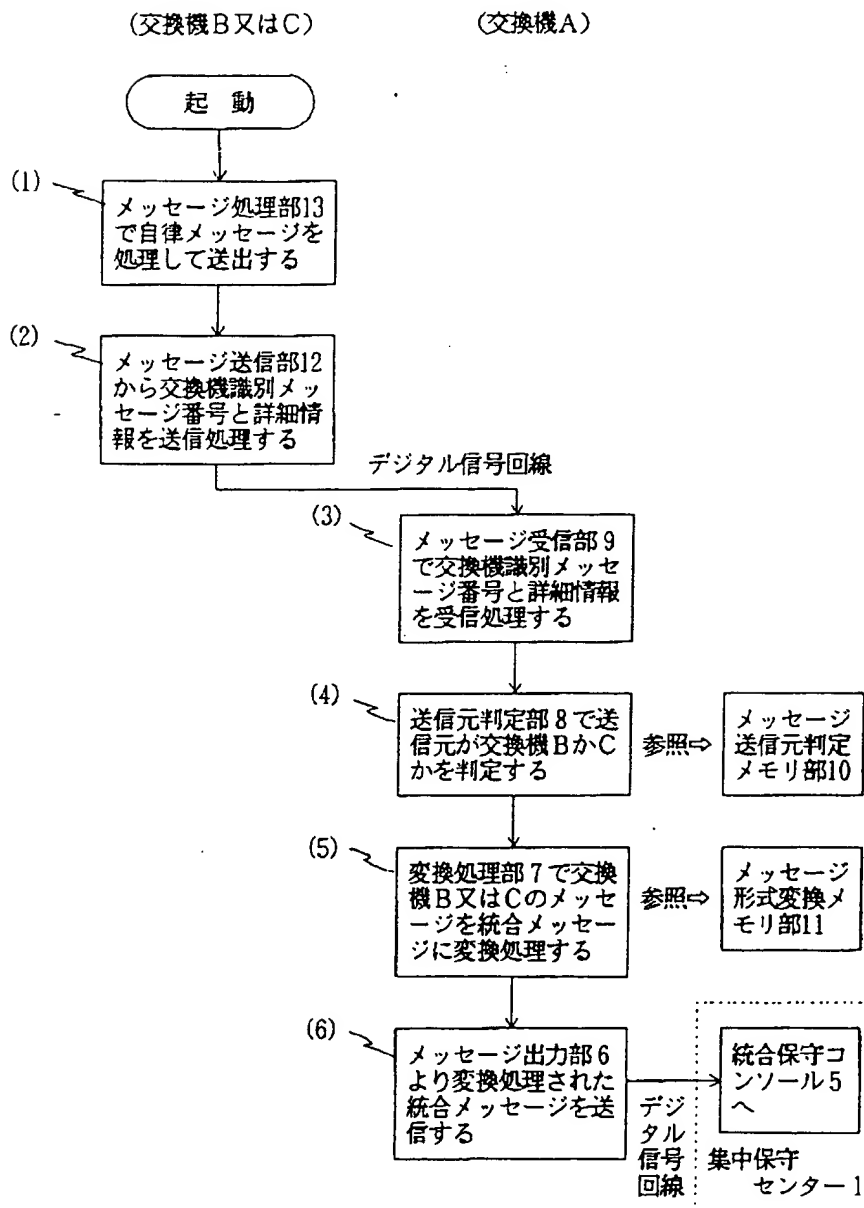 (交換機B又はC)
(交換機A)
起 動
(1)
メッセージ処理部13
で自律メッセージを
処理して送出する
(2)
メッセージ送信部12
から交換機識別メッ
セージ番号と詳細情
報を送信処理する
デジタル信号回線
(3)
メッセージ受信部9
で交換機識別メッセ
ージ番号と詳細情報
を受信処理する
(4)
送信元判定部8で送
信元が交換機BかC
かを判定する
参照⇨
メッセージ
送信元判定
メモリ部10
(5)
変換処理部7で交換
機B又はCのメッセ
ージを統合メッセー
ジに変換処理する
参照⇨
メッセージ
形式変換メ
モリ部11
(6)
メッセージ出力部6
より変換処理された
統合メッセージを送
信する
デジ
タル
信号
回線
統合保守コ
ンソール5
へ
集中保守
センター1